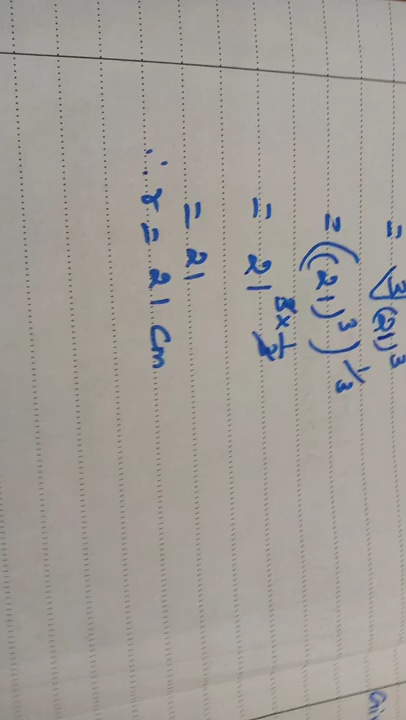 = ∛(21)³
= ((21)³)^1/3
= 21^3×1/3
= 21
∴ r = 21 cm